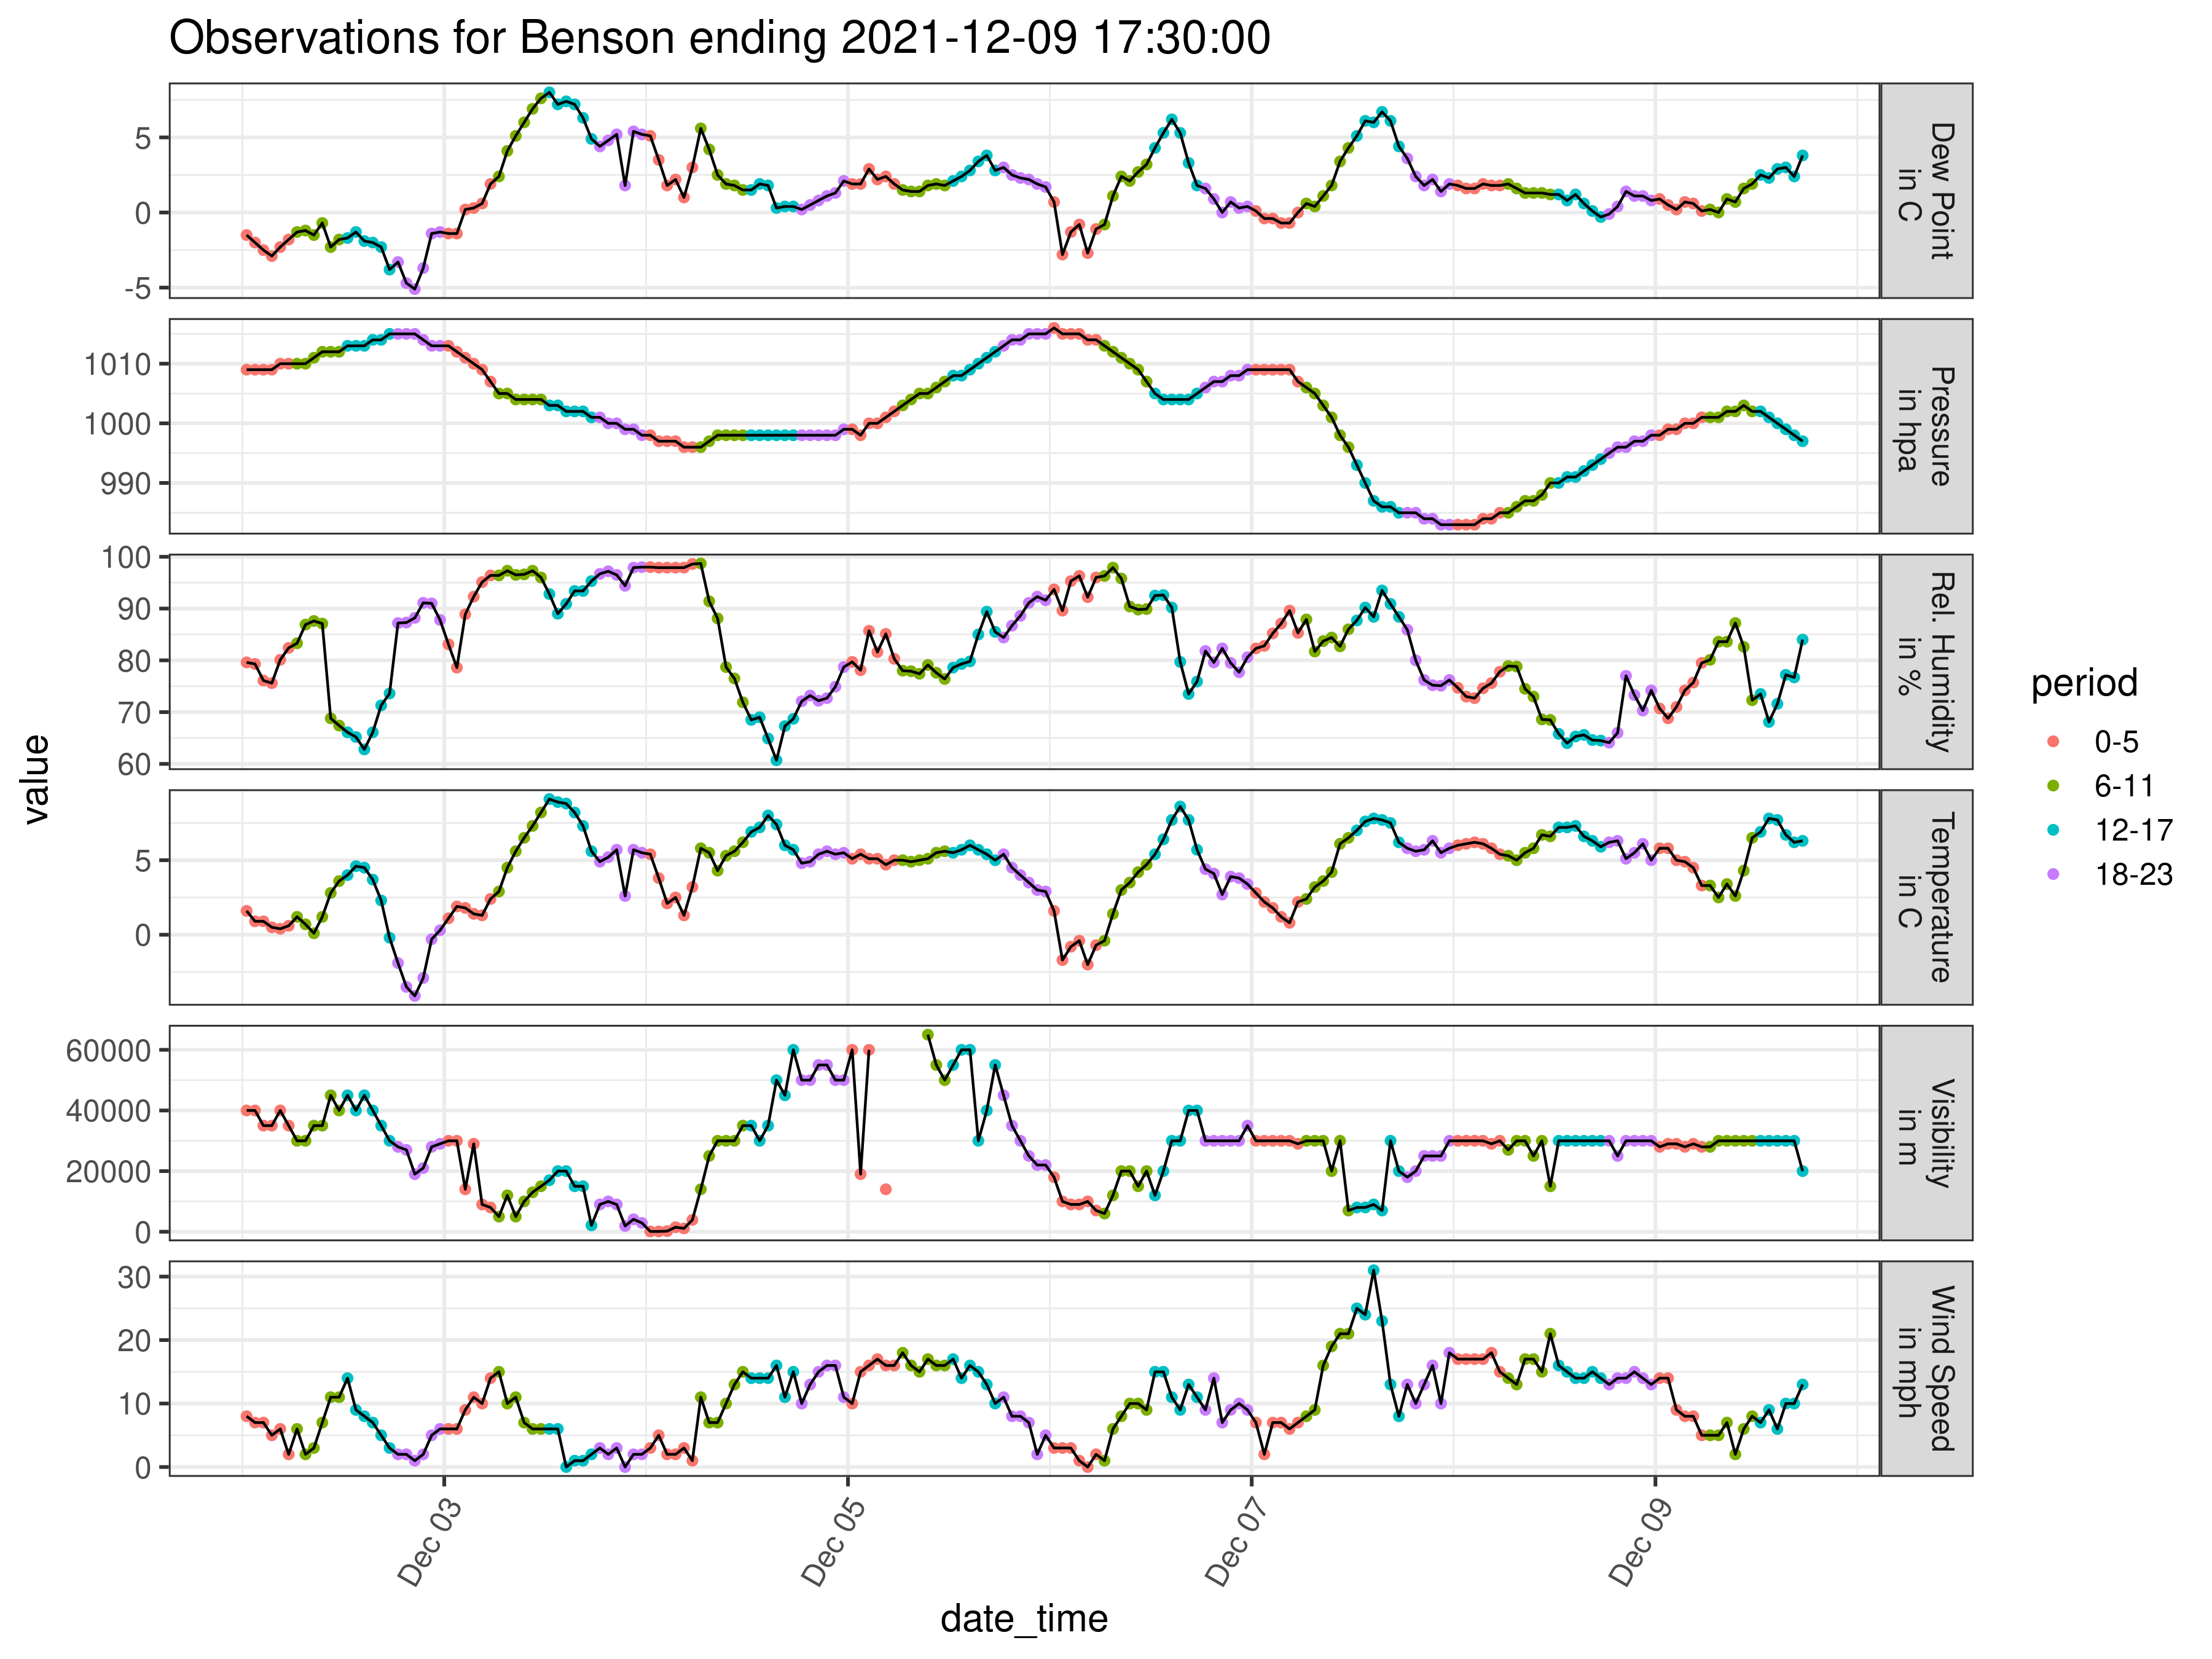 Observations for Benson ending 2021-12-09 17:30:00
value
5
0
-5
Dew Point
in C
1010
1000
990
Pressure
in hpa
100
90
80
70
60
Rel. Humidity
in %
5
0
Temperature
in C
60000
40000
20000
0
Visibility
in m
30
20
10
0
Wind Speed
in mph
Dec 03
Dec 05
Dec 07
Dec 09
date_time
period
0-5
6-11
12-17
18-23